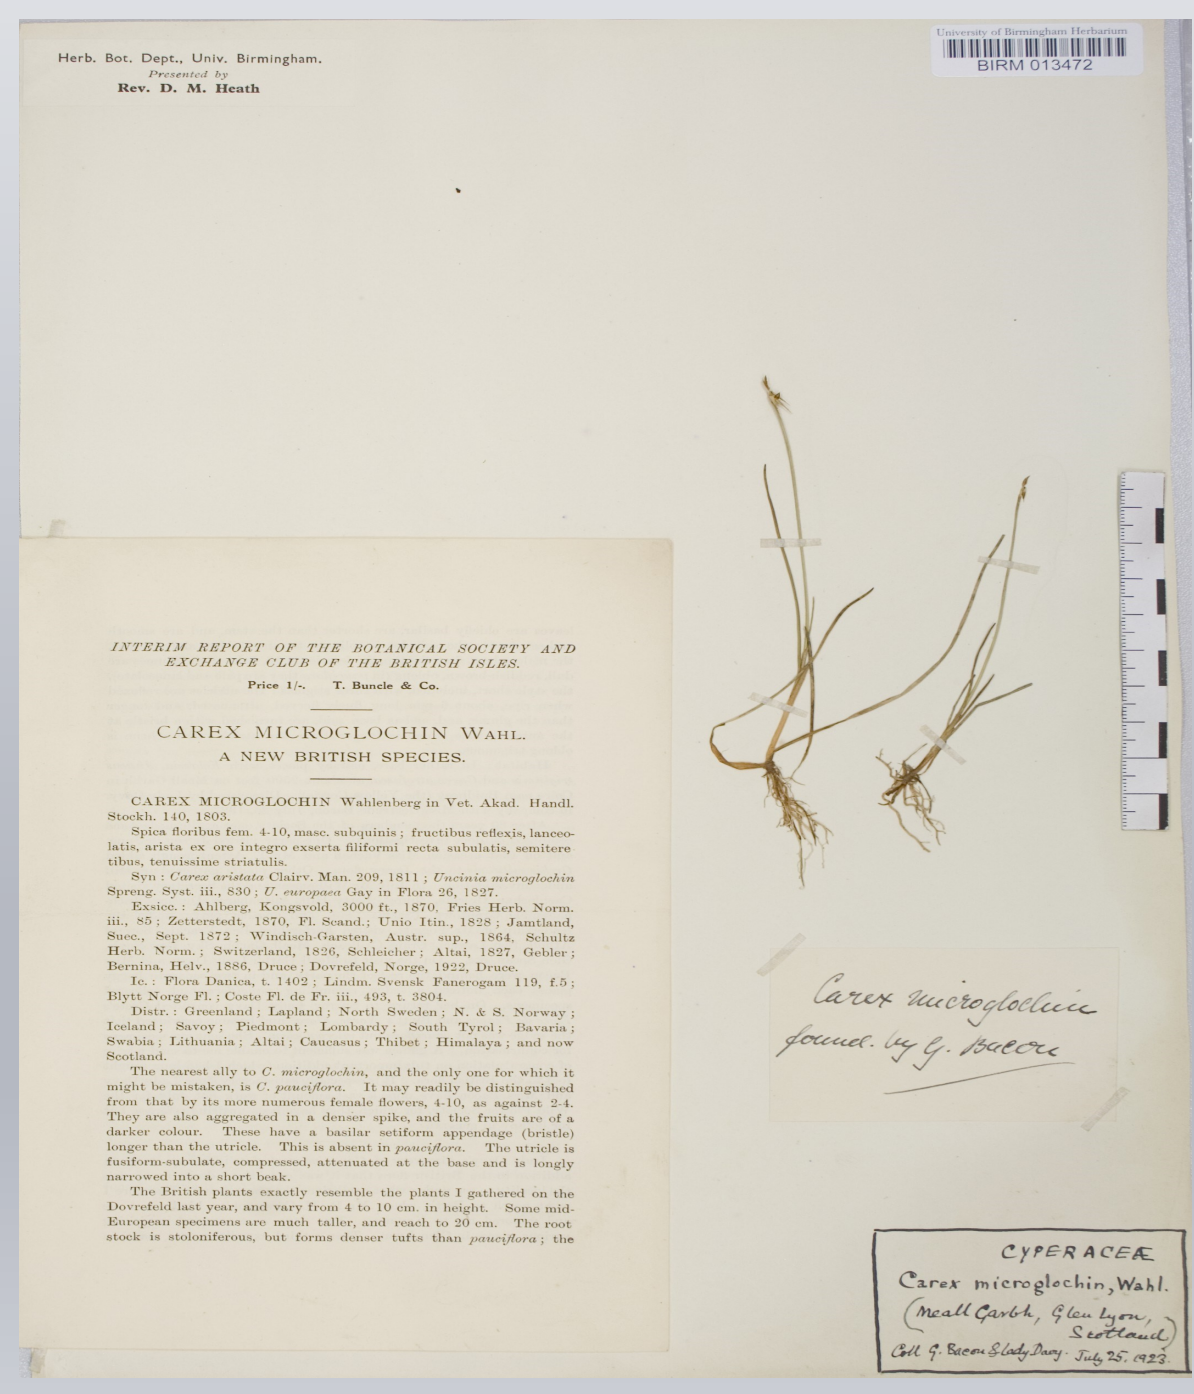 Herb. Bot. Dept., Univ. Birmingham.
Presented by
Rev. D. M. Heath
University of Birmingham Herbarium
BIRM 013472
INTERIM REPORT OF THE BOTANICAL SOCIETY AND
EXCHANGE CLUB OF THE BRITISH ISLES.
Price 1/-. T. Buncle & Co.
CAREX MICROGLOCHIN WAHL.
A NEW BRITISH SPECIES.
CAREX MICROGLOCHIN Wahlenberg in Vet. Akad. Handl.
Stockh. 140, 1803.
Spica floribus fem. 4-10, masc. subquinis ; fructibus reflexis, lanceo-
latis, arista ex ore integro exserta filiformi recta subulatis, semitere
tibus, tenuissime striatulis.
Syn : Carex aristata Clairv. Man. 209, 1811 ; Uncinia microglochin
Spreng. Syst. iii., 830 ; U. europaea Gay in Flora 26, 1827.
Exsicc. : Ahlberg, Kongsvold, 3000 ft., 1870, Fries Herb. Norm.
iii., 85 ; Zetterstedt, 1870, Fl. Scand.; Unio Itin., 1828 ; Jamtland,
Suec., Sept. 1872 ; Windisch-Garsten, Austr. sup., 1864, Schultz
Herb. Norm. ; Switzerland, 1826, Schleicher ; Altai, 1827, Gebler ;
Bernina, Helv., 1886, Druce ; Dovrefeld, Norge, 1922, Druce.
Ic. : Flora Danica, t. 1402 ; Lindm. Svensk Fanerogam 119, f.5 ;
Blytt Norge Fl. ; Coste Fl. de Fr. iii., 493, t. 3804.
Distr. : Greenland ; Lapland ; North Sweden ; N. & S. Norway ;
Iceland ; Savoy ; Piedmont ; Lombardy ; South Tyrol ; Bavaria ;
Swabia ; Lithuania ; Altai ; Caucasus ; Thibet ; Himalaya ; and now
Scotland.
The nearest ally to C. microglochin, and the only one for which it
might be mistaken, is C. pauciflora. It may readily be distinguished
from that by its more numerous female flowers, 4-10, as against 2-4.
They are also aggregated in a denser spike, and the fruits are of a
darker colour. These have a basilar setiform appendage (bristle)
longer than the utricle. This is absent in pauciflora. The utricle is
fusiform-subulate, compressed, attenuated at the base and is longly
narrowed into a short beak.
The British plants exactly resemble the plants I gathered on the
Dovrefeld last year, and vary from 4 to 10 cm. in height. Some mid-
European specimens are much taller, and reach to 20 cm. The root
stock is stoloniferous, but forms denser tufts than pauciflora ; the
Carex microglochin
found. by G. Bacon
CYPERACEÆ
Carex microglochin, Wahl.
(Meall Garbh, Glen Lyon,
Scotland)
Coll G. Bacon & Lady Davy. July 25. 1923.